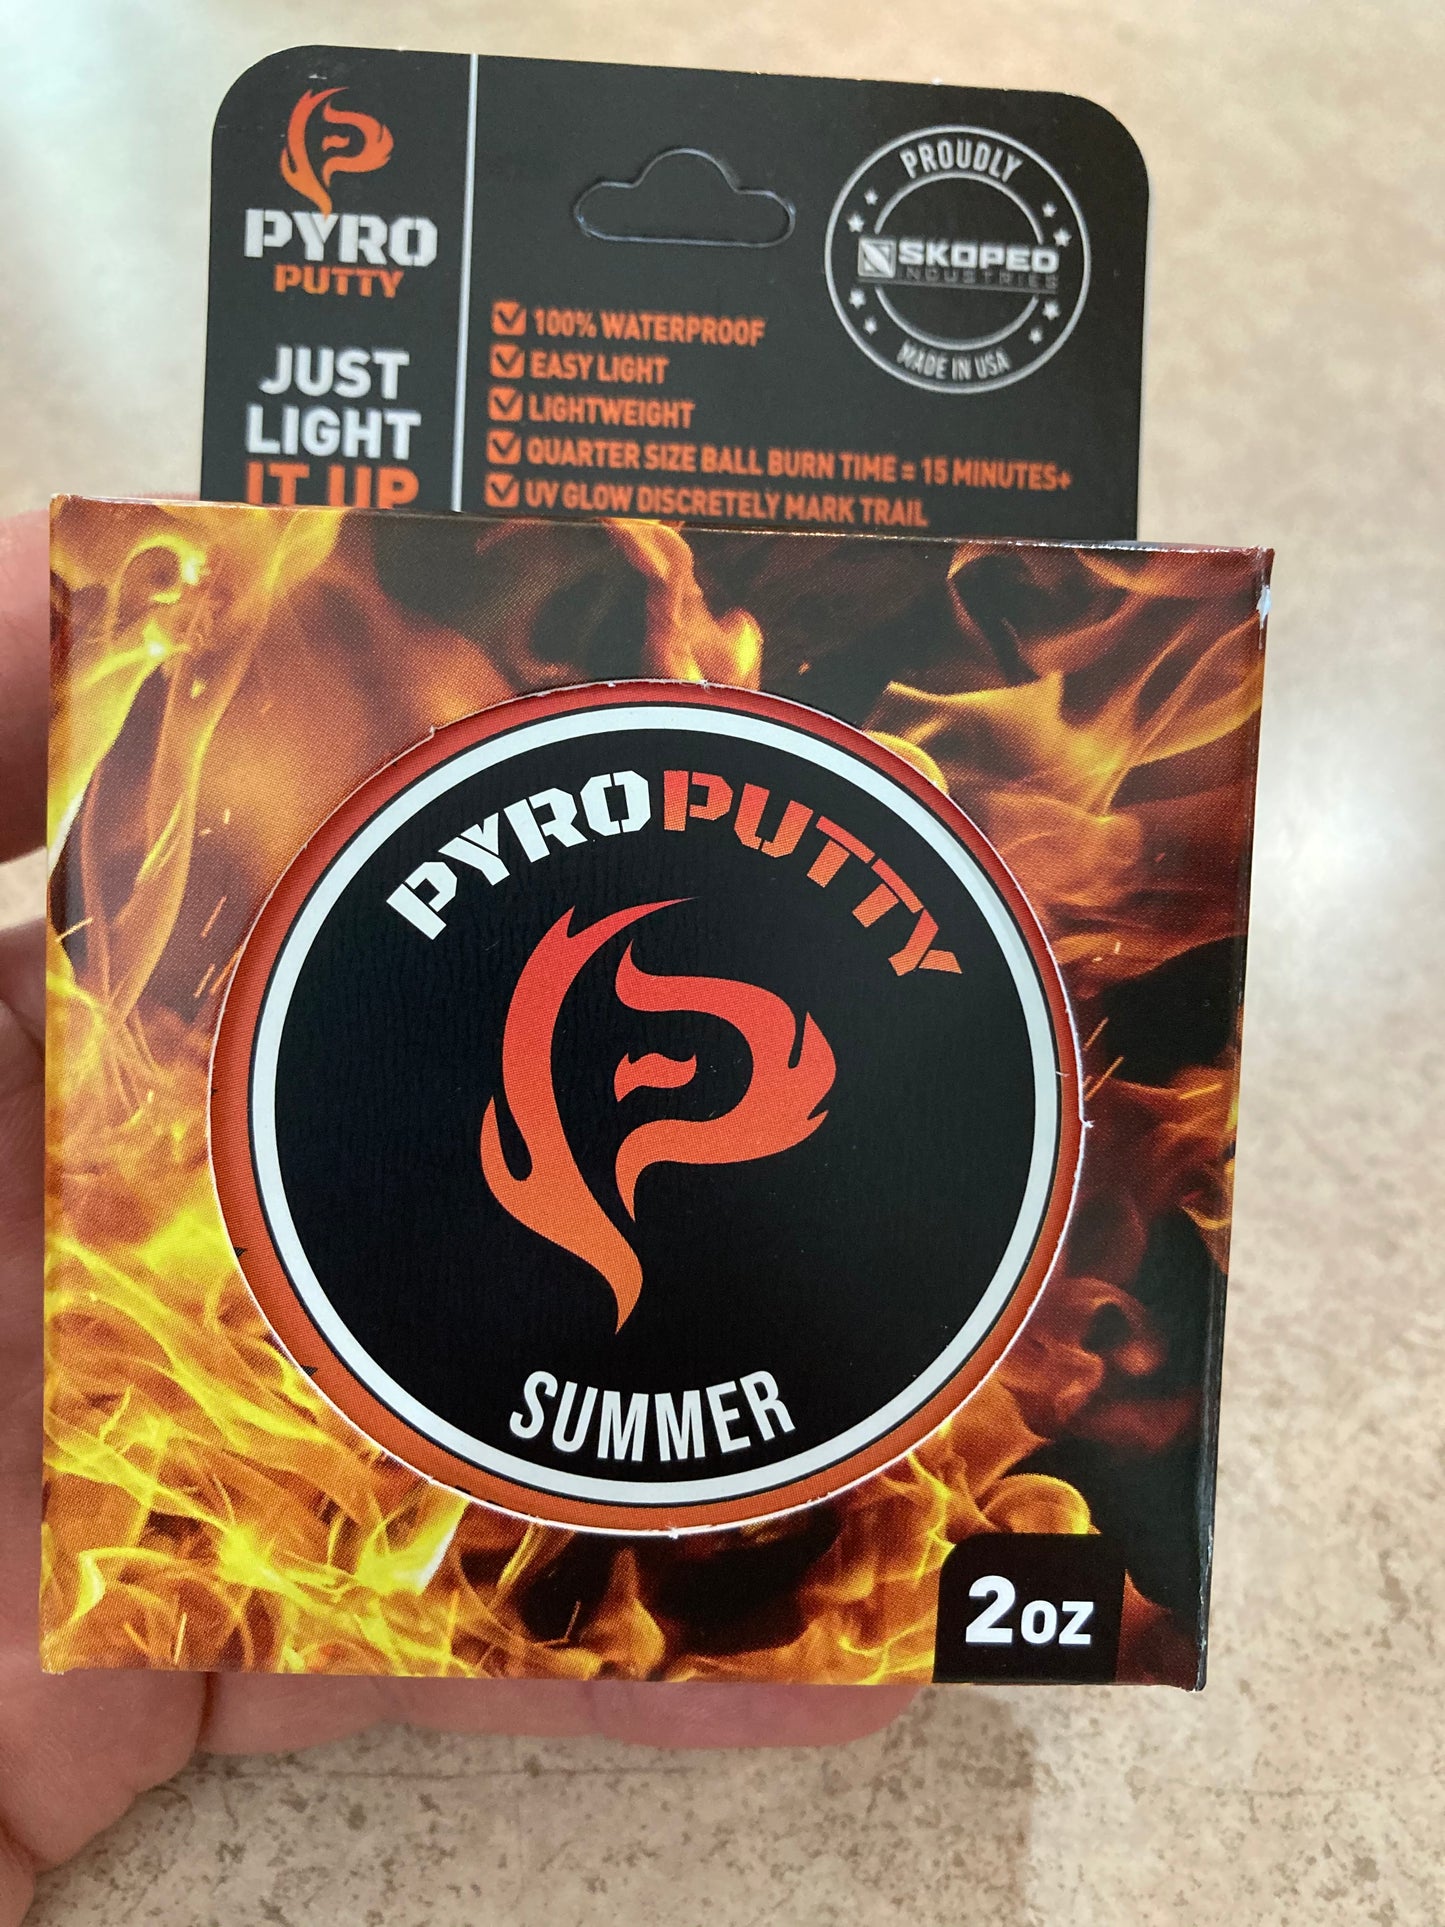 PYRO
PUTTY
JUST
LIGHT
IT UP
100% WATERPROOF
EASY LIGHT
LIGHTWEIGHT
QUARTER SIZE BALL BURN TIME = 15 MINUTES+
UV GLOW DISCRETELY MARK TRAIL
PROUDLY
SKOPED
INDUSTRIES
MADE IN USA
PYROPUTTY
SUMMER
2oz